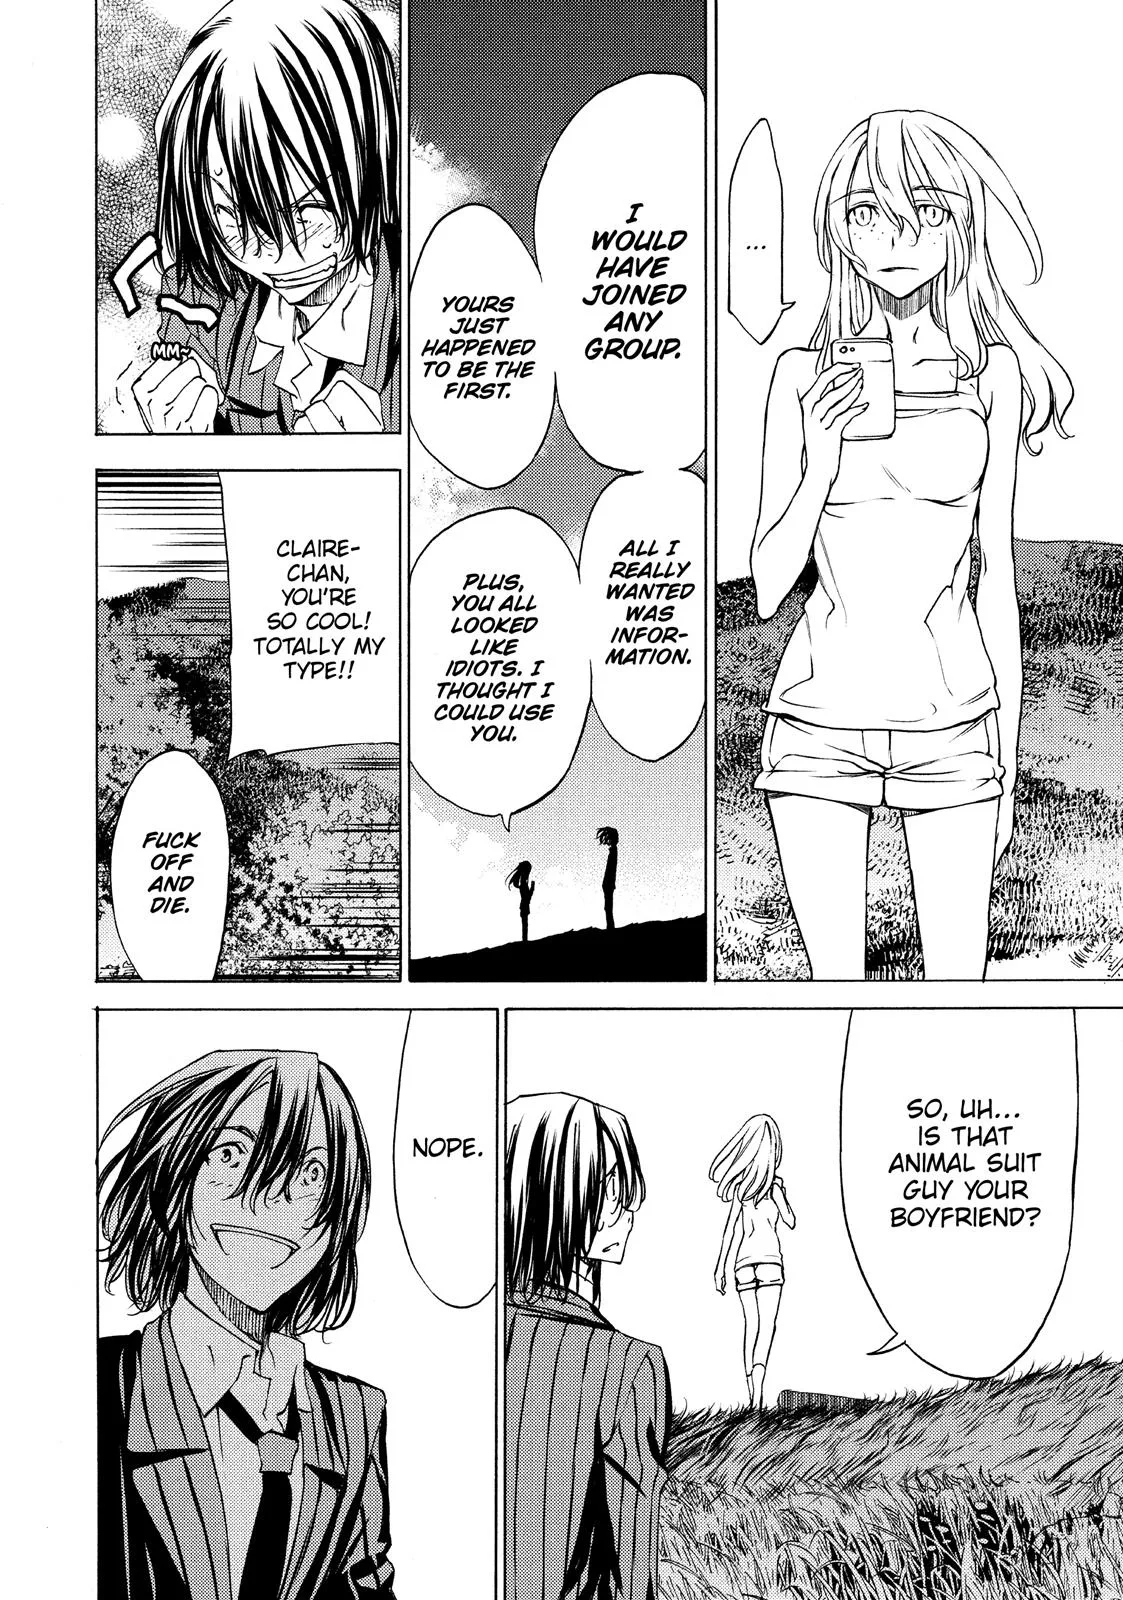 ...
I
WOULD
HAVE
JOINED
ANY
GROUP.
YOURS
JUST
HAPPENED
TO BE THE
FIRST.
ALL I
REALLY
WANTED
WAS
INFOR-
MATION.
PLUS,
YOU ALL
LOOKED
LIKE
IDIOTS. I
THOUGHT I
COULD USE
YOU.
MM~
CLAIRE-
CHAN,
YOU'RE
SO COOL!
TOTALLY MY
TYPE!!
FUCK
OFF
AND
DIE.
SO, UH...
IS THAT
ANIMAL SUIT
GUY YOUR
BOYFRIEND?
NOPE.